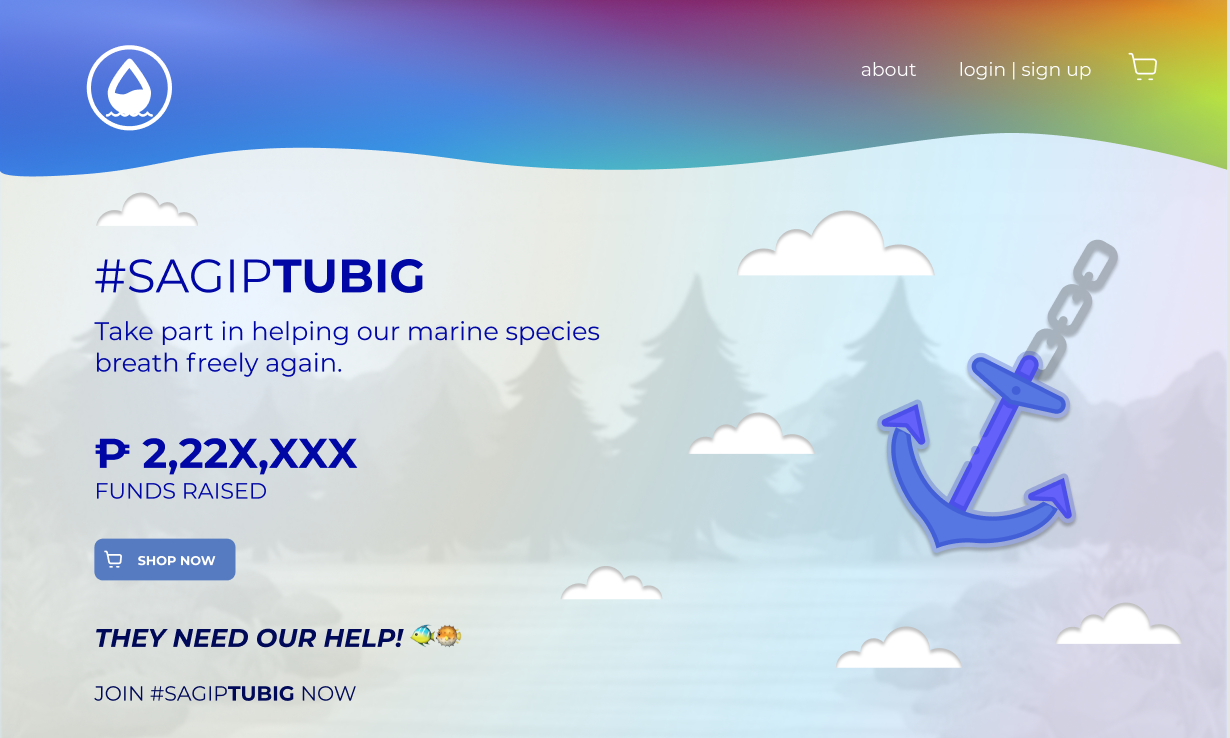 about
login | sign up
#SAGIPTUBIG
Take part in helping our marine species
breath freely again.
₱ 2,22X,XXX
FUNDS RAISED
SHOP NOW
THEY NEED OUR HELP! 🐠🐡
JOIN #SAGIPTUBIG NOW